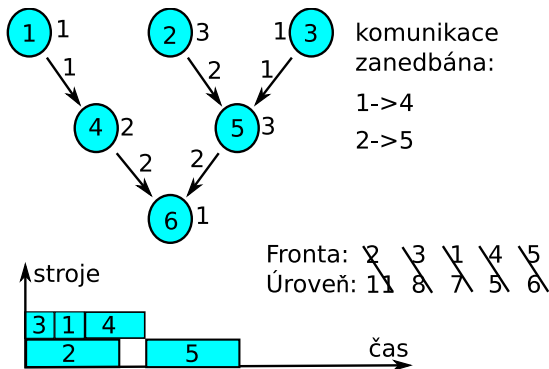 1 1 2 3 1 3
1 2 1
4 2 5 3
2 2
6 1
komunikace
zanedbána:
1->4
2->5
Fronta: 2 3 1 4 5
Úroveň: 11 8 7 5 6
stroje
3 1 4
2 5
čas